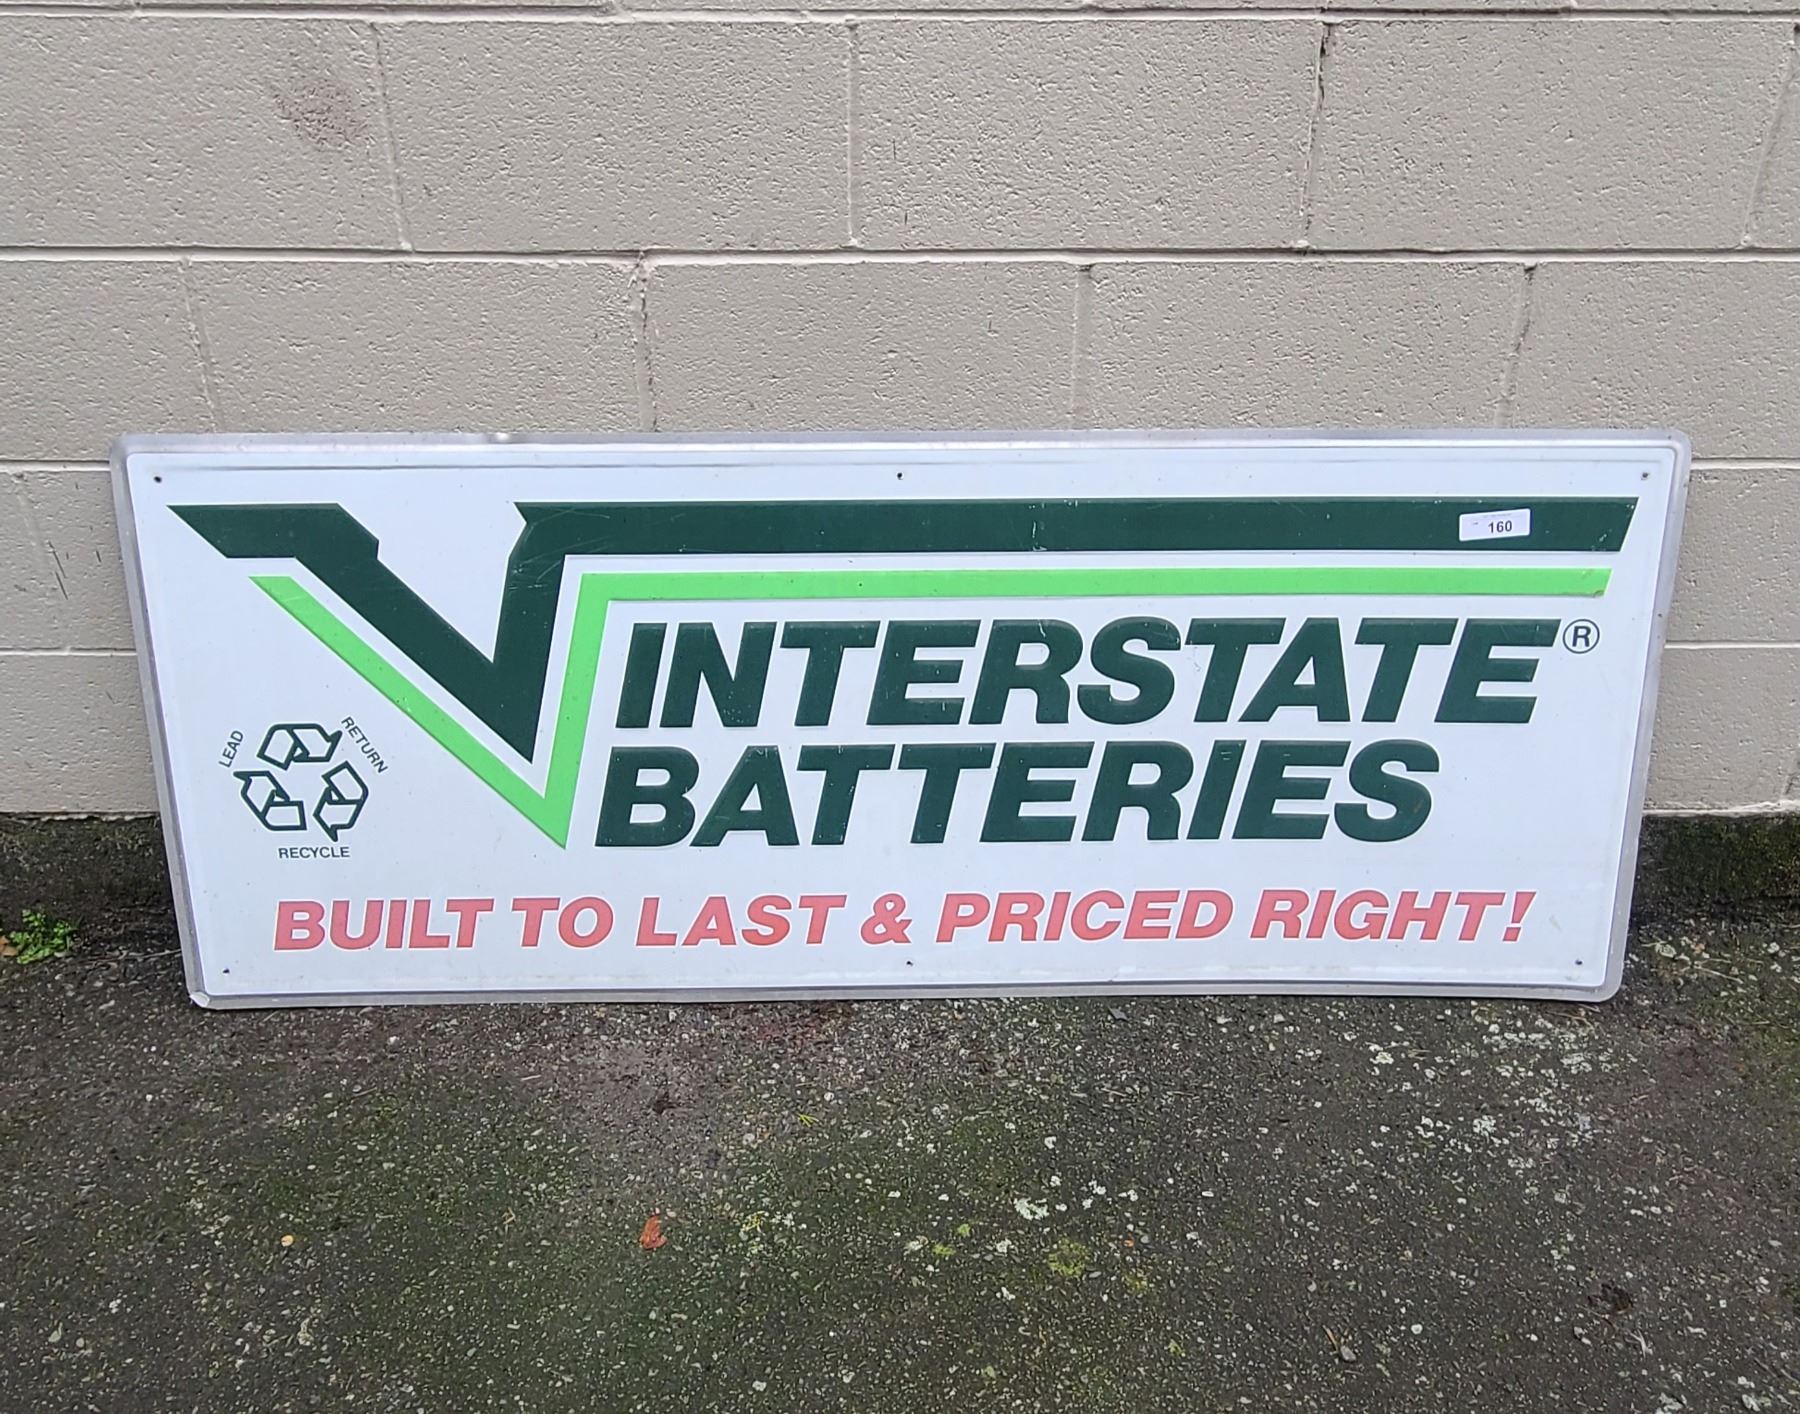 160
INTERSTATE®
BATTERIES
LEAD
RETURN
RECYCLE
BUILT TO LAST & PRICED RIGHT!